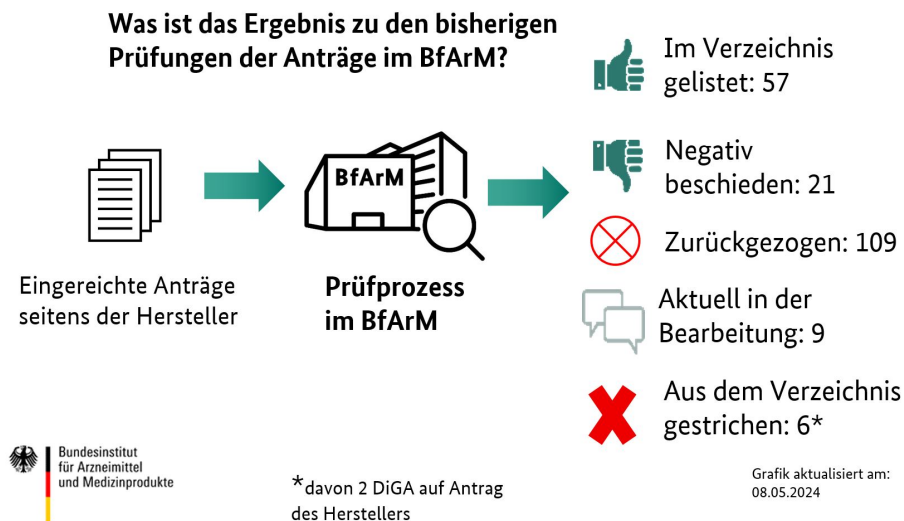 Was ist das Ergebnis zu den bisherigen
Prüfungen der Anträge im BfArM?
Eingereichte Anträge
seitens der Hersteller
BfArM
Prüfprozess
im BfArM
Im Verzeichnis
gelistet: 57
Negativ
beschieden: 21
Zurückgezogen: 109
Aktuell in der
Bearbeitung: 9
Aus dem Verzeichnis
gestrichen: 6*
Bundesinstitut
für Arzneimittel
und Medizinprodukte
*davon 2 DiGA auf Antrag
des Herstellers
Grafik aktualisiert am:
08.05.2024